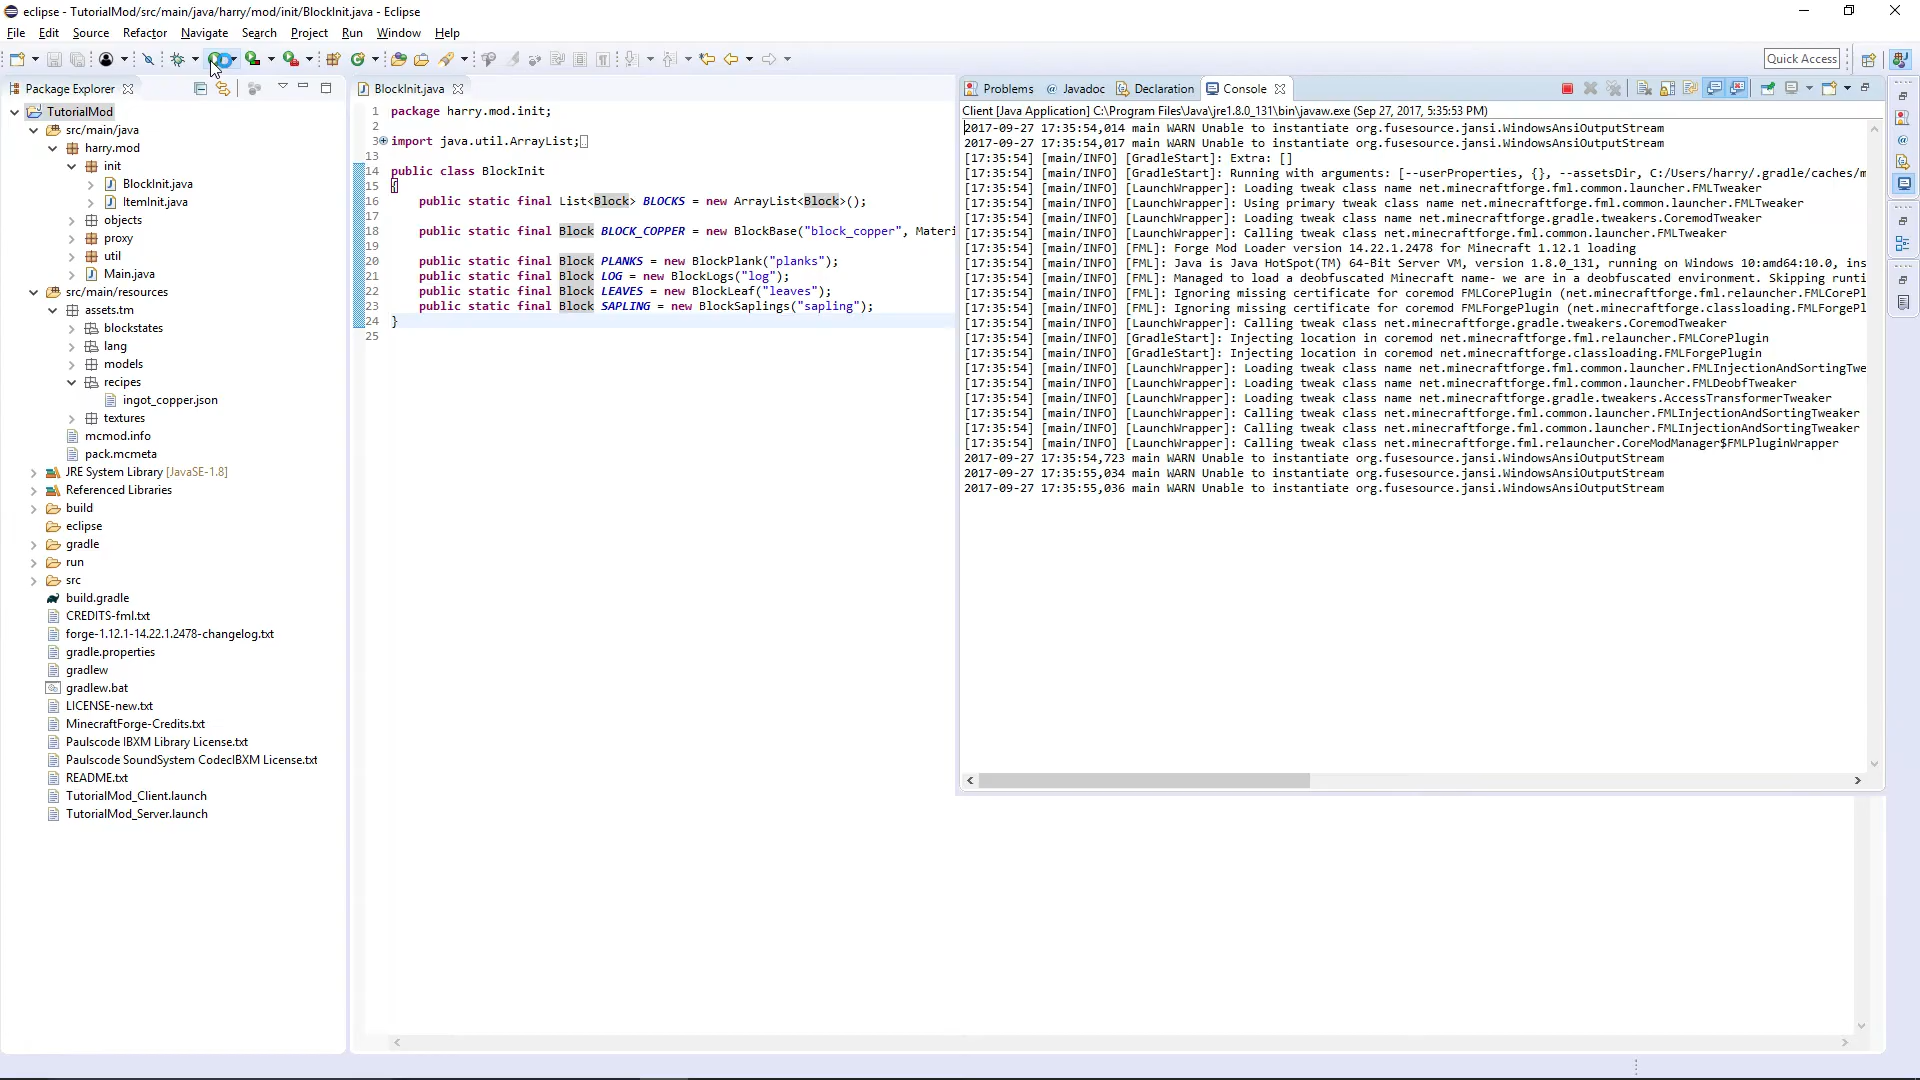 eclipse - TutorialMod/src/main/java/harry/mod/init/BlockInit.java - Eclipse
File Edit Source Refactor Navigate Search Project Run Window Help
Quick Access
Package Explorer
TutorialMod
src/main/java
harry.mod
init
BlockInit.java
ItemInit.java
objects
proxy
util
Main.java
src/main/resources
assets.tm
blockstates
lang
models
recipes
ingot_copper.json
textures
mcmod.info
pack.mcmeta
JRE System Library [JavaSE-1.8]
Referenced Libraries
build
eclipse
gradle
run
src
build.gradle
CREDITS-fml.txt
forge-1.12.1-14.22.1.2478-changelog.txt
gradle.properties
gradlew
gradlew.bat
LICENSE-new.txt
MinecraftForge-Credits.txt
Paulscode IBXM Library License.txt
Paulscode SoundSystem CodecIBXM License.txt
README.txt
TutorialMod_Client.launch
TutorialMod_Server.launch
BlockInit.java
1 package harry.mod.init;
2
3 import java.util.ArrayList;
13
14 public class BlockInit
15 {
16 public static final List<Block> BLOCKS = new ArrayList<Block>();
17
18 public static final Block BLOCK_COPPER = new BlockBase("block_copper", Materi
19
20 public static final Block PLANKS = new BlockPlank("planks");
21 public static final Block LOG = new BlockLogs("log");
22 public static final Block LEAVES = new BlockLeaf("leaves");
23 public static final Block SAPLING = new BlockSaplings("sapling");
24 }
25
Problems @ Javadoc Declaration Console
Client [Java Application] C:\Program Files\Java\jre1.8.0_131\bin\javaw.exe (Sep 27, 2017, 5:35:53 PM)
2017-09-27 17:35:54,014 main WARN Unable to instantiate org.fusesource.jansi.WindowsAnsiOutputStream
2017-09-27 17:35:54,017 main WARN Unable to instantiate org.fusesource.jansi.WindowsAnsiOutputStream
[17:35:54] [main/INFO] [GradleStart]: Extra: []
[17:35:54] [main/INFO] [GradleStart]: Running with arguments: [--userProperties, {}, --assetsDir, C:/Users/harry/.gradle/caches/m
[17:35:54] [main/INFO] [LaunchWrapper]: Loading tweak class name net.minecraftforge.fml.common.launcher.FMLTweaker
[17:35:54] [main/INFO] [LaunchWrapper]: Using primary tweak class name net.minecraftforge.fml.common.launcher.FMLTweaker
[17:35:54] [main/INFO] [LaunchWrapper]: Loading tweak class name net.minecraftforge.gradle.tweakers.CoremodTweaker
[17:35:54] [main/INFO] [LaunchWrapper]: Calling tweak class net.minecraftforge.fml.common.launcher.FMLTweaker
[17:35:54] [main/INFO] [FML]: Forge Mod Loader version 14.22.1.2478 for Minecraft 1.12.1 loading
[17:35:54] [main/INFO] [FML]: Java is Java HotSpot(TM) 64-Bit Server VM, version 1.8.0_131, running on Windows 10:amd64:10.0, ins
[17:35:54] [main/INFO] [FML]: Managed to load a deobfuscated Minecraft name- we are in a deobfuscated environment. Skipping runti
[17:35:54] [main/INFO] [FML]: Ignoring missing certificate for coremod FMLCorePlugin (net.minecraftforge.fml.relauncher.FMLCorePl
[17:35:54] [main/INFO] [FML]: Ignoring missing certificate for coremod FMLForgePlugin (net.minecraftforge.classloading.FMLForgePl
[17:35:54] [main/INFO] [LaunchWrapper]: Calling tweak class net.minecraftforge.gradle.tweakers.CoremodTweaker
[17:35:54] [main/INFO] [GradleStart]: Injecting location in coremod net.minecraftforge.fml.relauncher.FMLCorePlugin
[17:35:54] [main/INFO] [GradleStart]: Injecting location in coremod net.minecraftforge.classloading.FMLForgePlugin
[17:35:54] [main/INFO] [LaunchWrapper]: Loading tweak class name net.minecraftforge.fml.common.launcher.FMLInjectionAndSortingTwe
[17:35:54] [main/INFO] [LaunchWrapper]: Loading tweak class name net.minecraftforge.fml.common.launcher.FMLDeobfTweaker
[17:35:54] [main/INFO] [LaunchWrapper]: Loading tweak class name net.minecraftforge.gradle.tweakers.AccessTransformerTweaker
[17:35:54] [main/INFO] [LaunchWrapper]: Calling tweak class net.minecraftforge.fml.common.launcher.FMLInjectionAndSortingTweaker
[17:35:54] [main/INFO] [LaunchWrapper]: Calling tweak class net.minecraftforge.fml.common.launcher.FMLInjectionAndSortingTweaker
[17:35:54] [main/INFO] [LaunchWrapper]: Calling tweak class net.minecraftforge.fml.relauncher.CoreModManager$FMLPluginWrapper
2017-09-27 17:35:54,723 main WARN Unable to instantiate org.fusesource.jansi.WindowsAnsiOutputStream
2017-09-27 17:35:55,034 main WARN Unable to instantiate org.fusesource.jansi.WindowsAnsiOutputStream
2017-09-27 17:35:55,036 main WARN Unable to instantiate org.fusesource.jansi.WindowsAnsiOutputStream